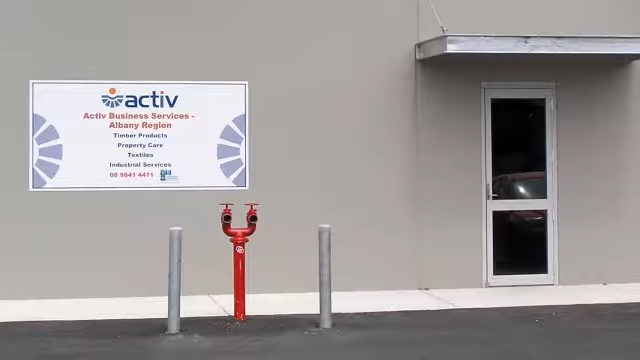 activ
Activ Business Services -
Albany Region
Timber Products
Property Care
Textiles
Industrial Services
08 9841 4411